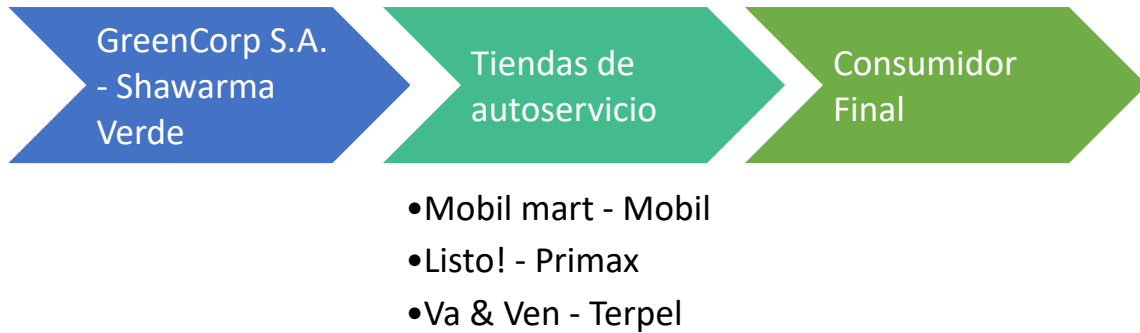 GreenCorp S.A.
- Shawarma
Verde
Tiendas de
autoservicio
Consumidor
Final
•Mobil mart - Mobil
•Listo! - Primax
•Va & Ven - Terpel